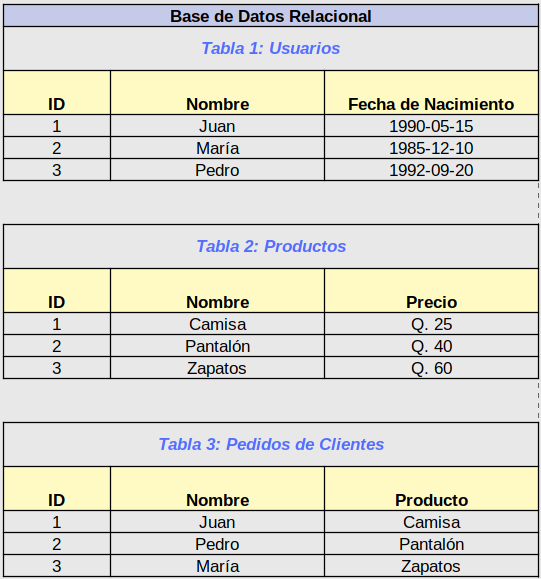 Base de Datos Relacional
Tabla 1: Usuarios
ID Nombre Fecha de Nacimiento
1 Juan 1990-05-15
2 María 1985-12-10
3 Pedro 1992-09-20
Tabla 2: Productos
ID Nombre Precio
1 Camisa Q. 25
2 Pantalón Q. 40
3 Zapatos Q. 60
Tabla 3: Pedidos de Clientes
ID Nombre Producto
1 Juan Camisa
2 Pedro Pantalón
3 María Zapatos